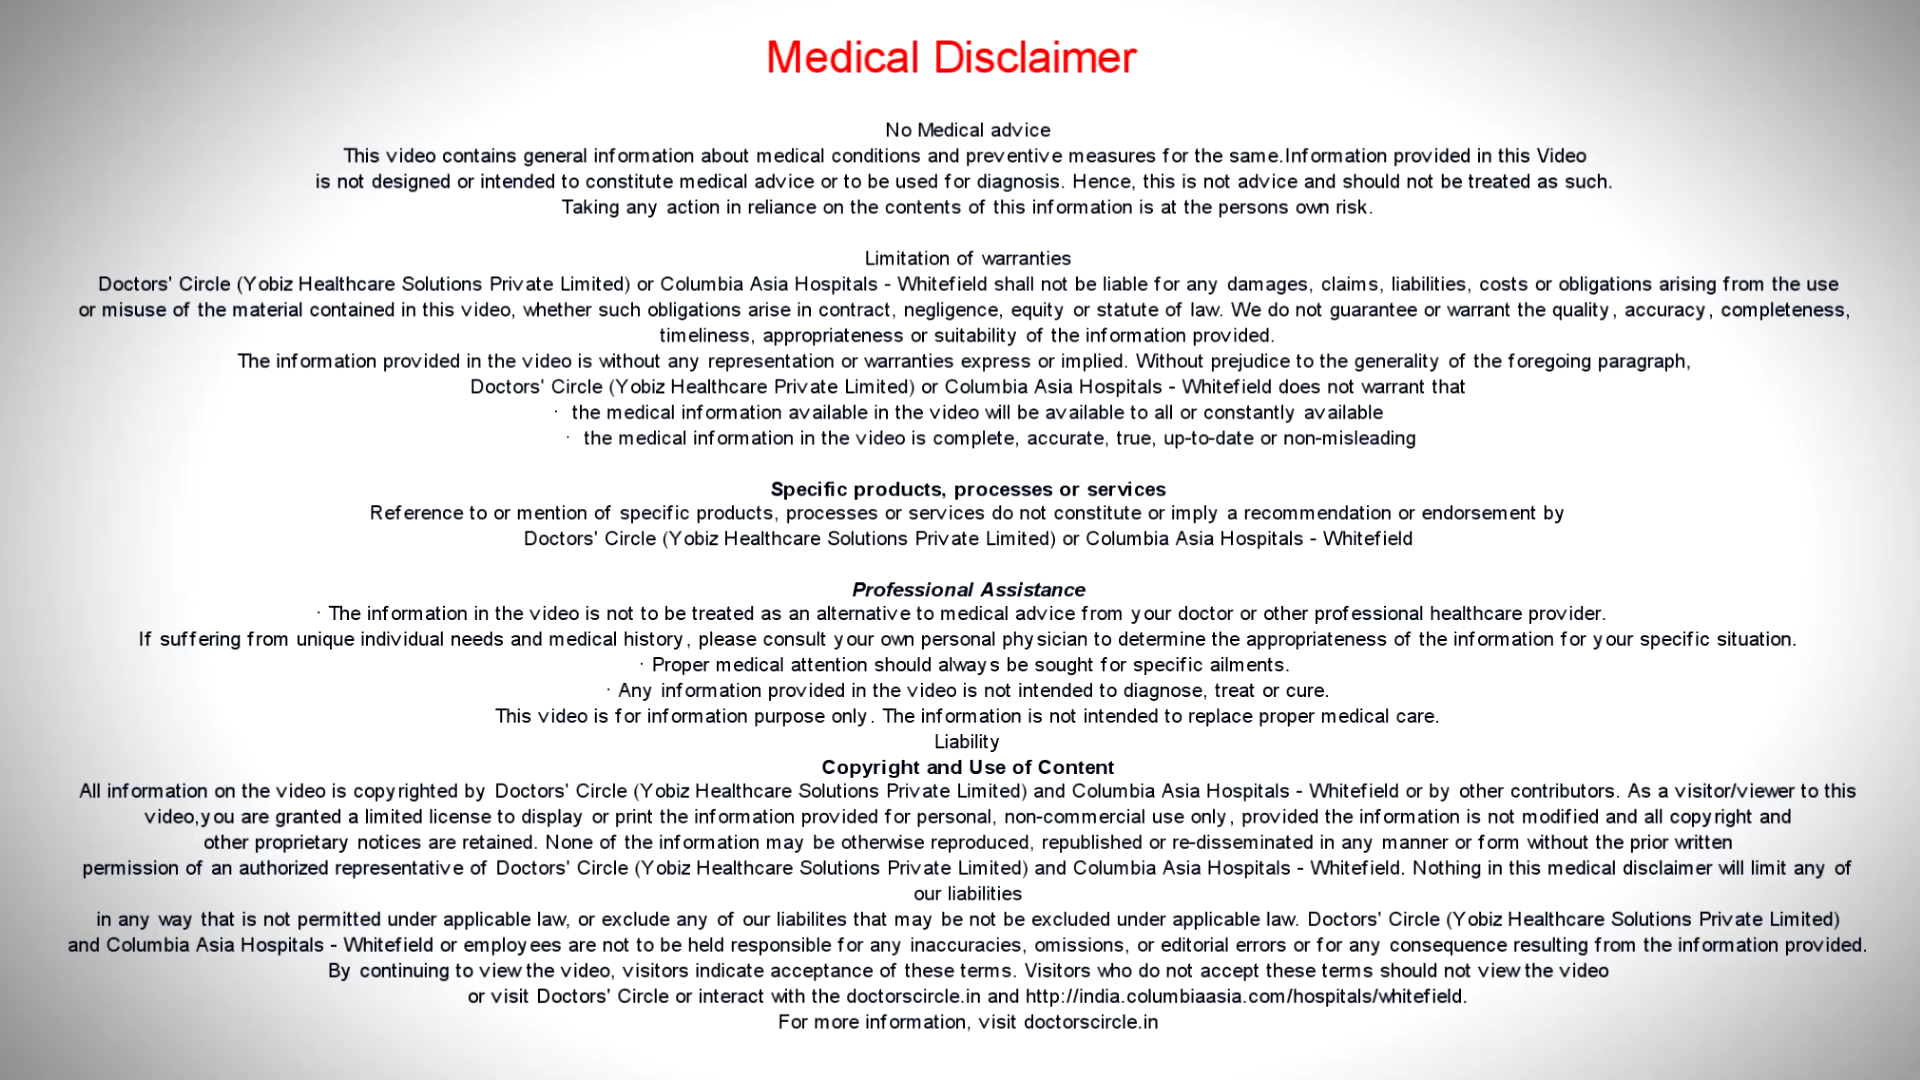 Medical Disclaimer
No Medical advice
This video contains general information about medical conditions and preventive measures for the same.Information provided in this Video
is not designed or intended to constitute medical advice or to be used for diagnosis. Hence, this is not advice and should not be treated as such.
Taking any action in reliance on the contents of this information is at the persons own risk.
Limitation of warranties
Doctors' Circle (Yobiz Healthcare Solutions Private Limited) or Columbia Asia Hospitals - Whitefield shall not be liable for any damages, claims, liabilities, costs or obligations arising from the use
or misuse of the material contained in this video, whether such obligations arise in contract, negligence, equity or statute of law. We do not guarantee or warrant the quality, accuracy, completeness,
timeliness, appropriateness or suitability of the information provided.
The information provided in the video is without any representation or warranties express or implied. Without prejudice to the generality of the foregoing paragraph,
Doctors' Circle (Yobiz Healthcare Private Limited) or Columbia Asia Hospitals - Whitefield does not warrant that
· the medical information available in the video will be available to all or constantly available
· the medical information in the video is complete, accurate, true, up-to-date or non-misleading
Specific products, processes or services
Reference to or mention of specific products, processes or services do not constitute or imply a recommendation or endorsement by
Doctors' Circle (Yobiz Healthcare Solutions Private Limited) or Columbia Asia Hospitals - Whitefield
Professional Assistance
· The information in the video is not to be treated as an alternative to medical advice from your doctor or other professional healthcare provider.
If suffering from unique individual needs and medical history, please consult your own personal physician to determine the appropriateness of the information for your specific situation.
· Proper medical attention should always be sought for specific ailments.
· Any information provided in the video is not intended to diagnose, treat or cure.
This video is for information purpose only. The information is not intended to replace proper medical care.
Liability
Copyright and Use of Content
All information on the video is copyrighted by Doctors' Circle (Yobiz Healthcare Solutions Private Limited) and Columbia Asia Hospitals - Whitefield or by other contributors. As a visitor/viewer to this
video,you are granted a limited license to display or print the information provided for personal, non-commercial use only, provided the information is not modified and all copyright and
other proprietary notices are retained. None of the information may be otherwise reproduced, republished or re-disseminated in any manner or form without the prior written
permission of an authorized representative of Doctors' Circle (Yobiz Healthcare Solutions Private Limited) and Columbia Asia Hospitals - Whitefield. Nothing in this medical disclaimer will limit any of
our liabilities
in any way that is not permitted under applicable law, or exclude any of our liabilites that may be not be excluded under applicable law. Doctors' Circle (Yobiz Healthcare Solutions Private Limited)
and Columbia Asia Hospitals - Whitefield or employees are not to be held responsible for any inaccuracies, omissions, or editorial errors or for any consequence resulting from the information provided.
By continuing to view the video, visitors indicate acceptance of these terms. Visitors who do not accept these terms should not view the video
or visit Doctors' Circle or interact with the doctorscircle.in and http://india.columbiaasia.com/hospitals/whitefield.
For more information, visit doctorscircle.in